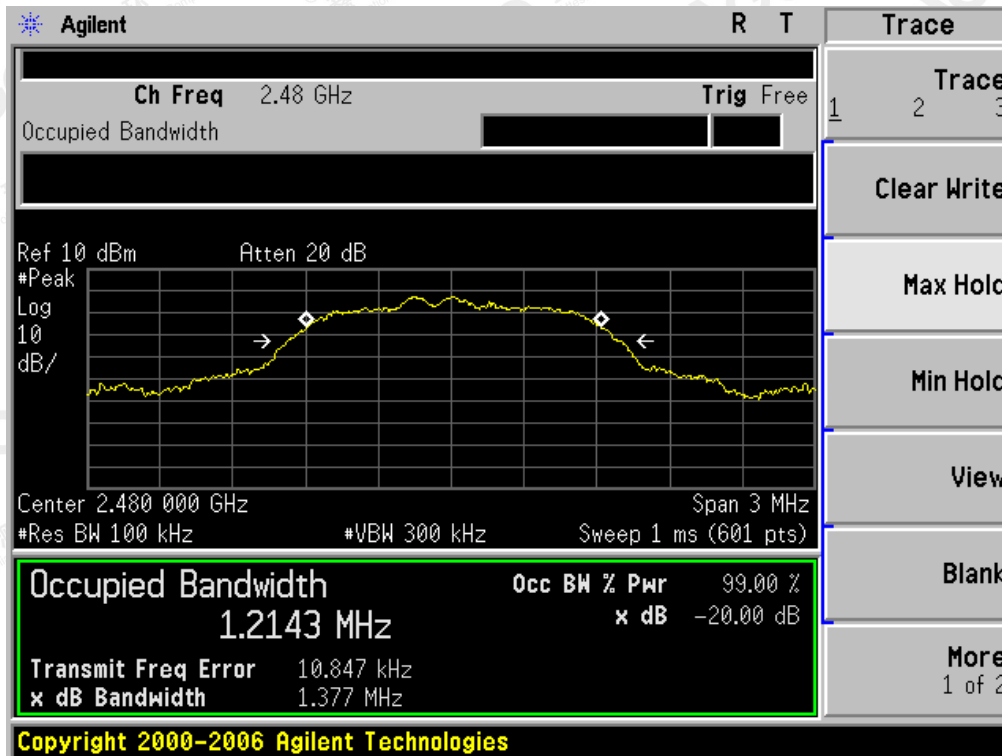 Agilent R T Trace
Ch Freq 2.48 GHz Trig Free
Occupied Bandwidth
Trace
1 2 3
Clear Write
Max Hold
Min Hold
View
Blank
More
1 of 2
Ref 10 dBm Atten 20 dB
#Peak
Log
10
dB/
Center 2.480 000 GHz Span 3 MHz
#Res BW 100 kHz #VBW 300 kHz Sweep 1 ms (601 pts)
Occupied Bandwidth
1.2143 MHz
Occ BW % Pwr 99.00 %
x dB -20.00 dB
Transmit Freq Error 10.847 kHz
x dB Bandwidth 1.377 MHz
Copyright 2000-2006 Agilent Technologies